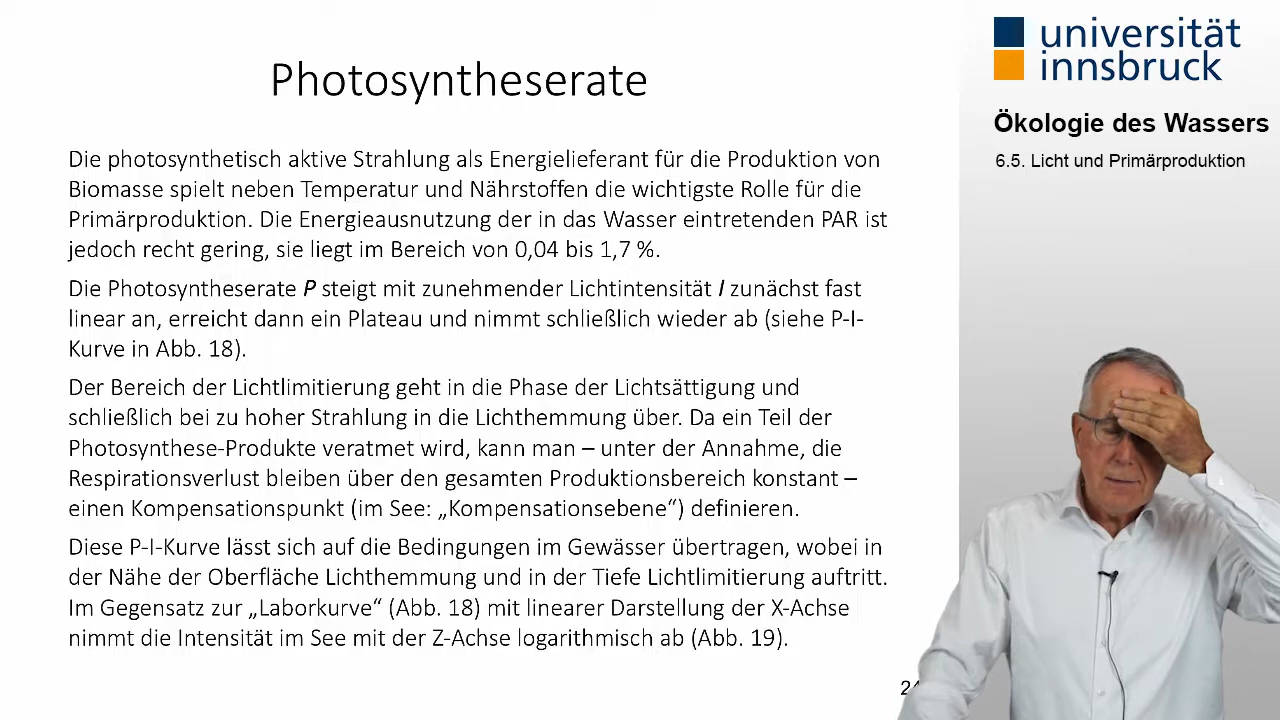 Photosyntheserate
Die photosynthetisch aktive Strahlung als Energielieferant für die Produktion von
Biomasse spielt neben Temperatur und Nährstoffen die wichtigste Rolle für die
Primärproduktion. Die Energieausnutzung der in das Wasser eintretenden PAR ist
jedoch recht gering, sie liegt im Bereich von 0,04 bis 1,7 %.
Die Photosyntheserate P steigt mit zunehmender Lichtintensität I zunächst fast
linear an, erreicht dann ein Plateau und nimmt schließlich wieder ab (siehe P-I-
Kurve in Abb. 18).
Der Bereich der Lichtlimitierung geht in die Phase der Lichtsättigung und
schließlich bei zu hoher Strahlung in die Lichthemmung über. Da ein Teil der
Photosynthese-Produkte veratmet wird, kann man – unter der Annahme, die
Respirationsverlust bleiben über den gesamten Produktionsbereich konstant –
einen Kompensationspunkt (im See: „Kompensationsebene“) definieren.
Diese P-I-Kurve lässt sich auf die Bedingungen im Gewässer übertragen, wobei in
der Nähe der Oberfläche Lichthemmung und in der Tiefe Lichtlimitierung auftritt.
Im Gegensatz zur „Laborkurve“ (Abb. 18) mit linearer Darstellung der X-Achse
nimmt die Intensität im See mit der Z-Achse logarithmisch ab (Abb. 19).
universität
innsbruck
Ökologie des Wassers
6.5. Licht und Primärproduktion